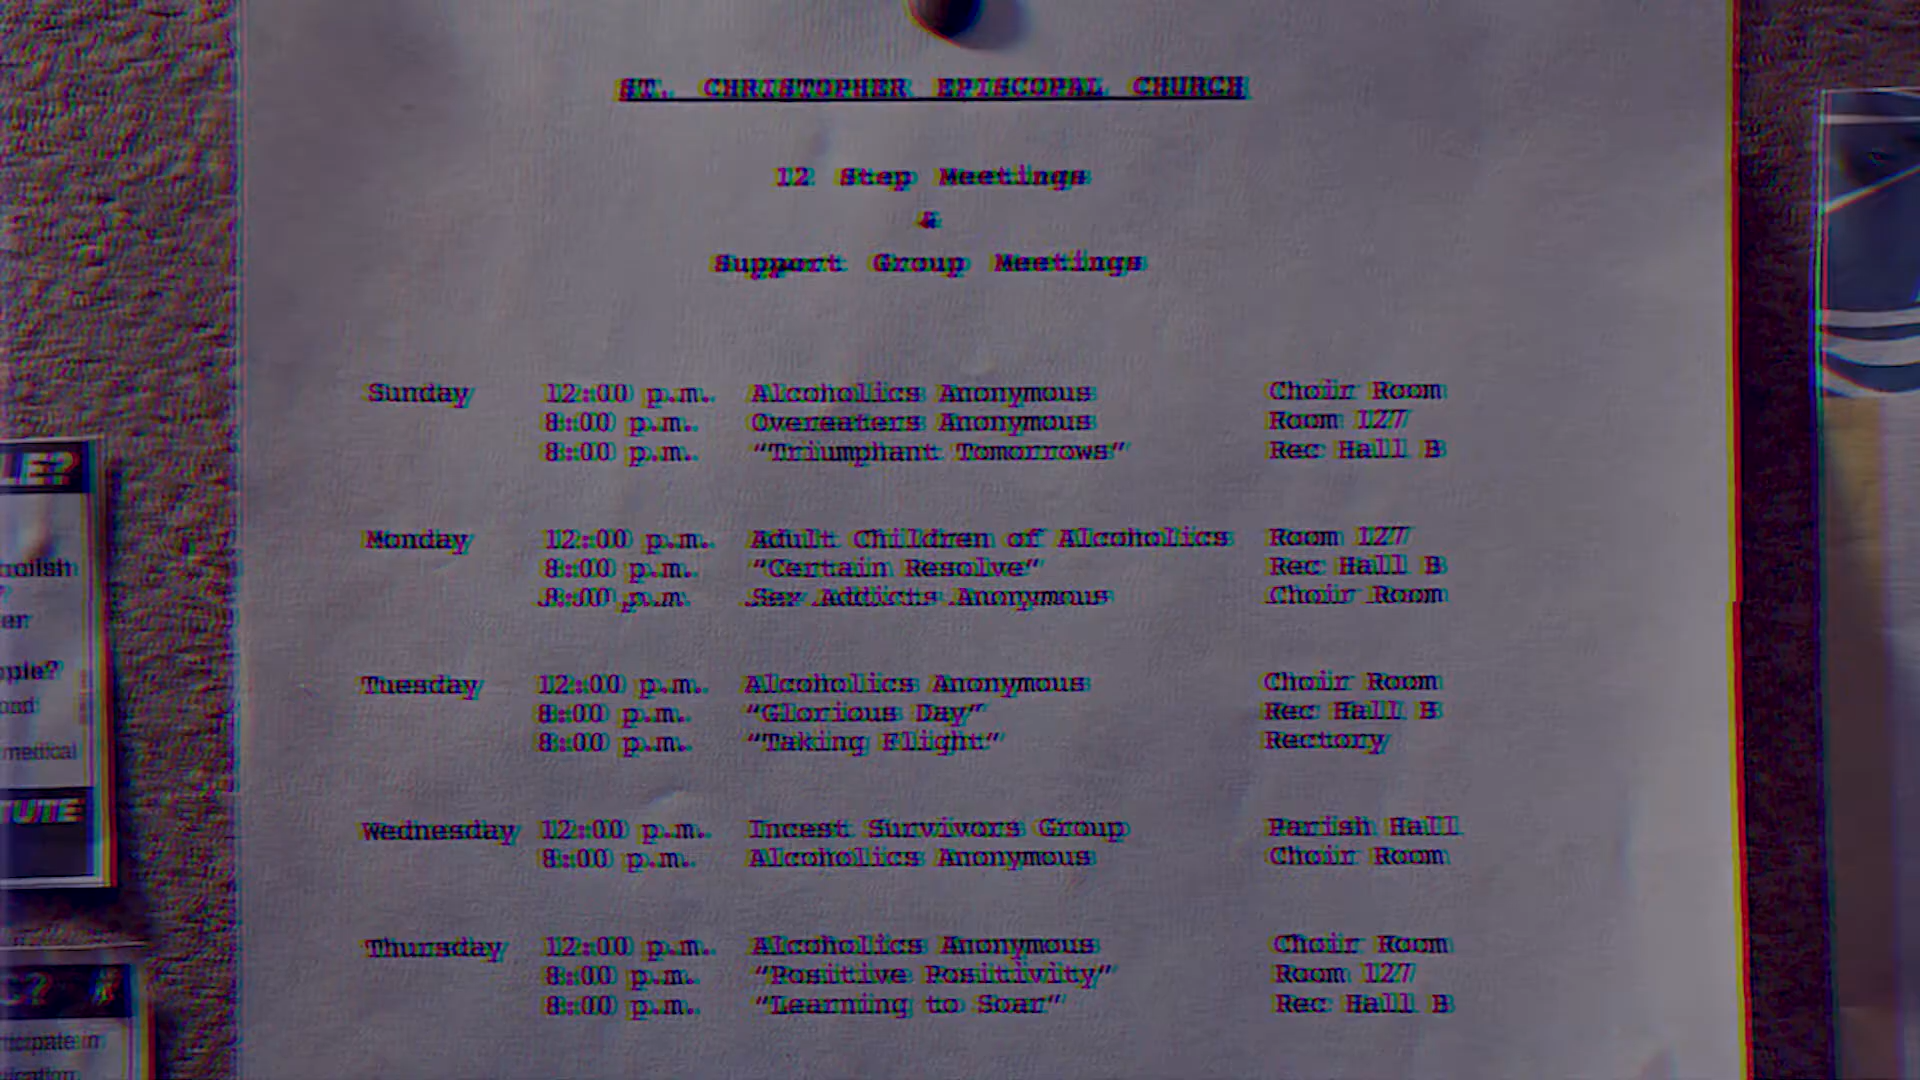 ST. CHRISTOPHER EPISCOPAL CHURCH
12 Step Meetings
&
Support Group Meetings
Sunday 12:00 p.m. Alcoholics Anonymous Choir Room
8:00 p.m. Overeaters Anonymous Room 127
8:00 p.m. "Triumphant Tomorrows" Rec Hall B
Monday 12:00 p.m. Adult Children of Alcoholics Room 127
8:00 p.m. "Certain Resolve" Rec Hall B
8:00 p.m. Sex Addicts Anonymous Choir Room
Tuesday 12:00 p.m. Alcoholics Anonymous Choir Room
8:00 p.m. "Glorious Day" Rec Hall B
8:00 p.m. "Taking Flight" Rectory
Wednesday 12:00 p.m. Incest Survivors Group Parish Hall
8:00 p.m. Alcoholics Anonymous Choir Room
Thursday 12:00 p.m. Alcoholics Anonymous Choir Room
8:00 p.m. "Positive Positivity" Room 127
8:00 p.m. "Learning to Soar" Rec Hall B
LE?
er
medical